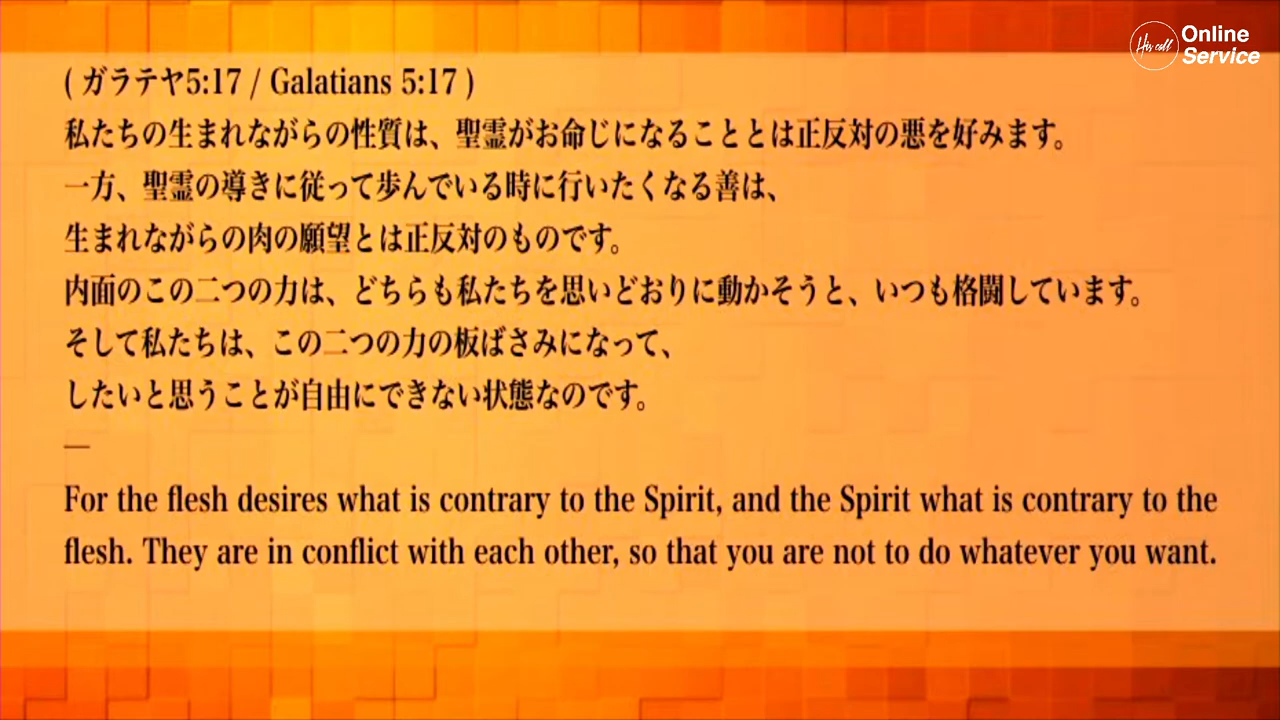 His call
Online
Service
( ガラテヤ5:17 / Galatians 5:17 )
私たちの生まれながらの性質は、聖霊がお命じになることとは正反対の悪を好みます。
一方、聖霊の導きに従って歩んでいる時に行いたくなる善は、
生まれながらの肉の願望とは正反対のものです。
内面のこの二つの力は、どちらも私たちを思いどおりに動かそうと、いつも格闘しています。
そして私たちは、この二つの力の板ばさみになって、
したいと思うことが自由にできない状態なのです。
—
For the flesh desires what is contrary to the Spirit, and the Spirit what is contrary to the
flesh. They are in conflict with each other, so that you are not to do whatever you want.